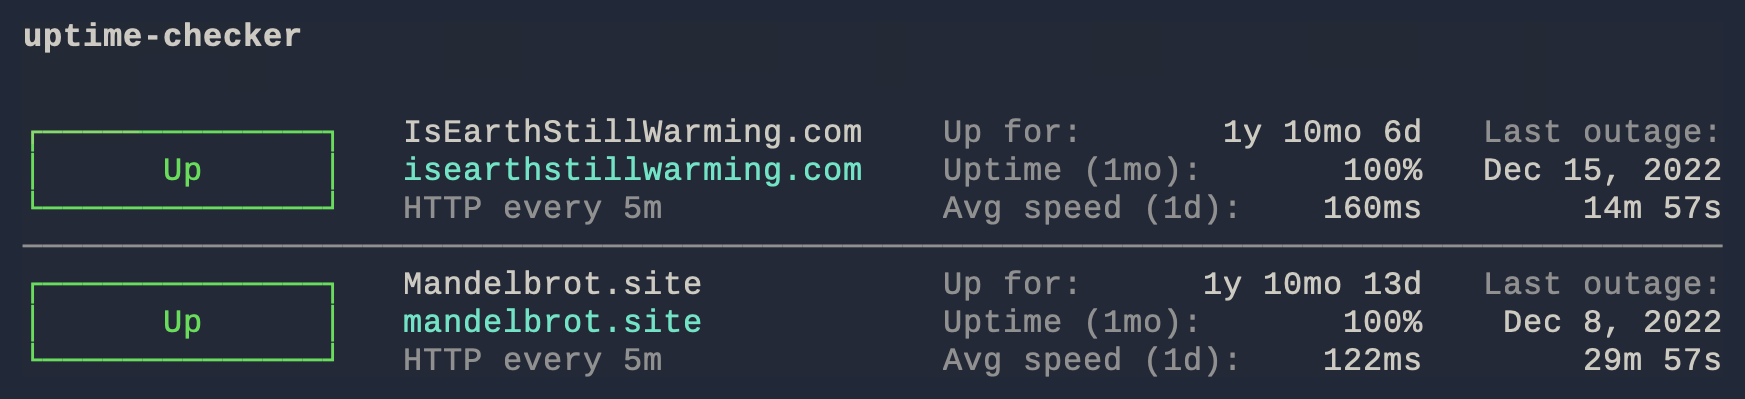 uptime-checker
IsEarthStillWarming.com Up for: 1y 10mo 6d Last outage:
Up isearthstillwarming.com Uptime (1mo): 100% Dec 15, 2022
HTTP every 5m Avg speed (1d): 160ms 14m 57s
Mandelbrot.site Up for: 1y 10mo 13d Last outage:
Up mandelbrot.site Uptime (1mo): 100% Dec 8, 2022
HTTP every 5m Avg speed (1d): 122ms 29m 57s